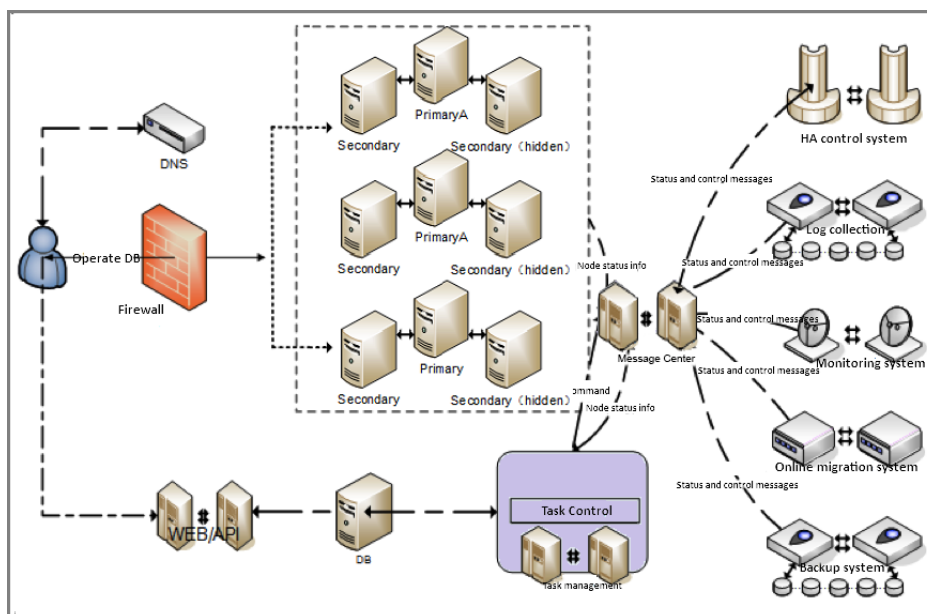 PrimaryA
Secondary
Secondary（hidden）
HA control system
DNS
Status and control messages
PrimaryA
Secondary
Secondary（hidden）
Log collection
Operate DB
Node status info
Status and control messages
Firewall
Status and control messages
Primary
Message Center
Monitoring system
Secondary
Secondary（hidden）
ommand
Status and control messages
Node status info
Online migration system
Status and control messages
Task Control
WEB/API
DB
Task management
Backup system